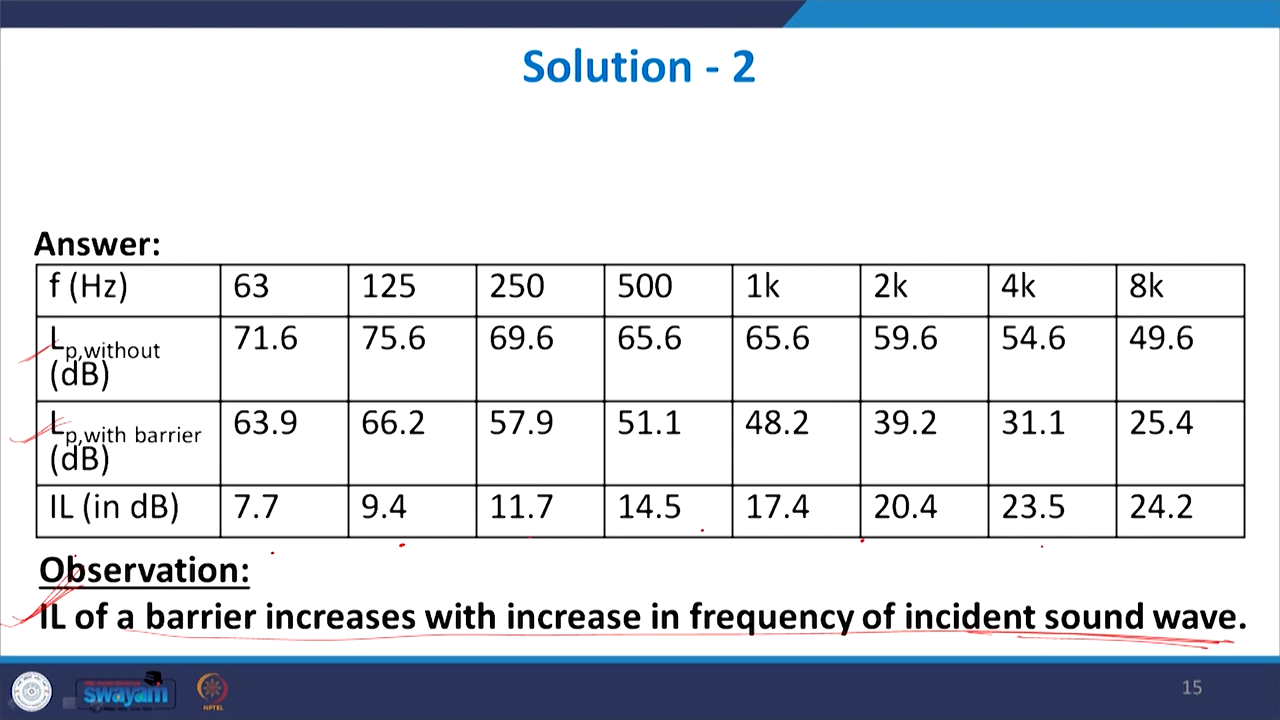 Solution - 2
Answer:
f (Hz) 63 125 250 500 1k 2k 4k 8k
Lp,without (dB) 71.6 75.6 69.6 65.6 65.6 59.6 54.6 49.6
Lp,with barrier (dB) 63.9 66.2 57.9 51.1 48.2 39.2 31.1 25.4
IL (in dB) 7.7 9.4 11.7 14.5 17.4 20.4 23.5 24.2
Observation:
IL of a barrier increases with increase in frequency of incident sound wave.
swayam
NPTEL
15